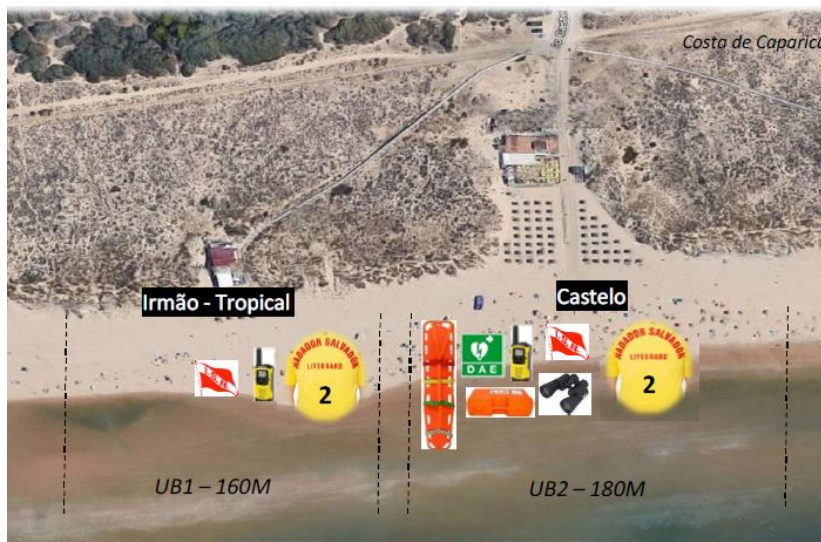 Costa de Caparica
Irmão - Tropical
Castelo
NADADOR SALVADOR
LIFEGUARD
2
DAE
NADADOR SALVADOR
LIFEGUARD
2
UB1 – 160M
UB2 – 180M